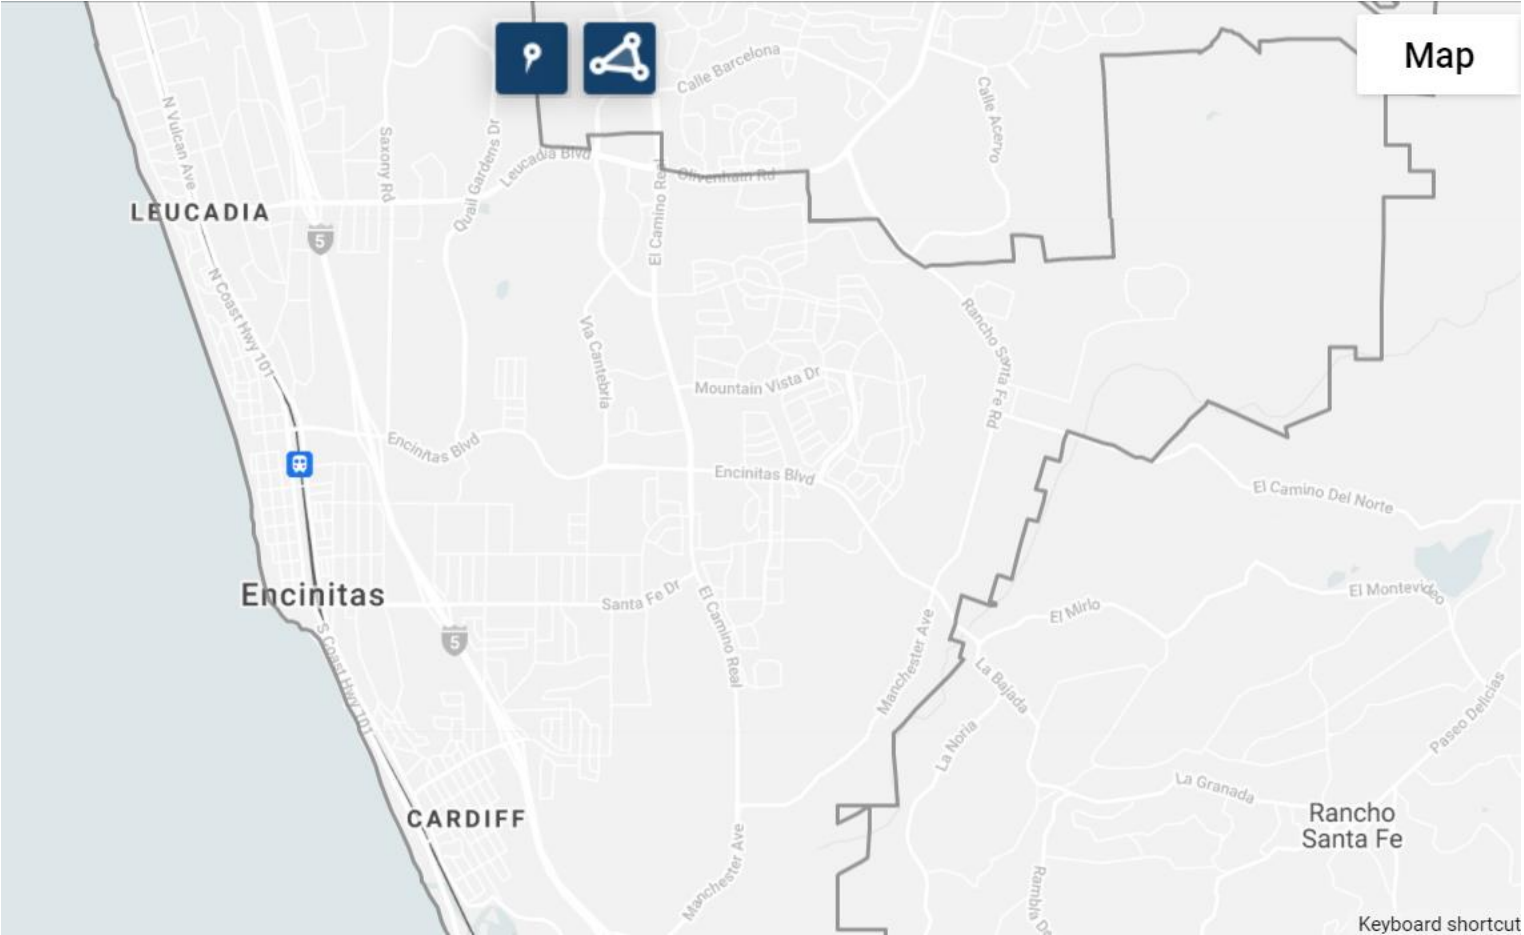 Map
Calle Barcelona
Calle Acervo
N Vulcan Ave
Saxony Rd
Quail Gardens Dr
Leucadia Blvd
El Camino Real
Olivenhain Rd
LEUCADIA
5
N Coast Hwy 101
Via Cantebria
Rancho Santa Fe Rd
Mountain Vista Dr
Encinitas Blvd
Encinitas Blvd
El Camino Del Norte
Encinitas
Santa Fe Dr
El Camino Real
El Mirlo
El Montevideo
5
S Coast Hwy 101
Manchester Ave
La Bajada
La Noria
Paseo Delicias
La Granada
CARDIFF
Rancho
Santa Fe
Manchester Ave
Rambla De
Keyboard shortcut